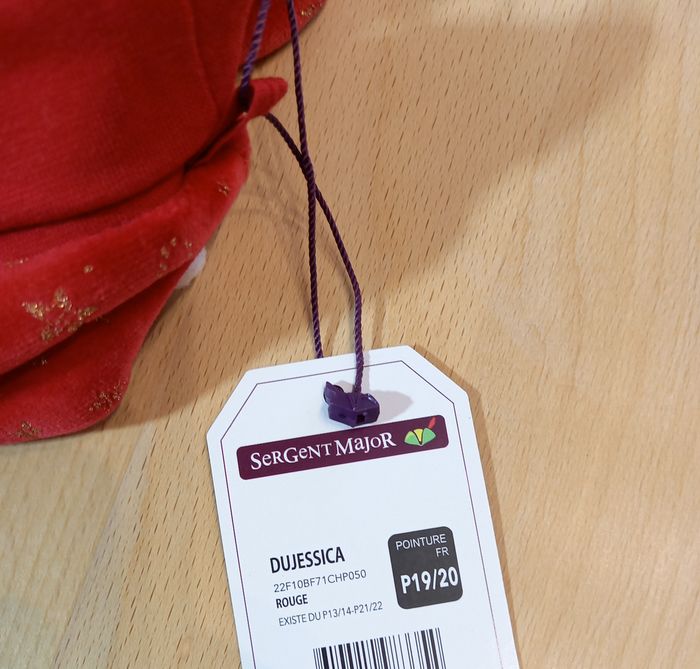 SeRGeNT MajoR
DUJESSICA
22F10BF71CHP050
ROUGE
EXISTE DU P13/14-P21/22
POINTURE
FR
P19/20